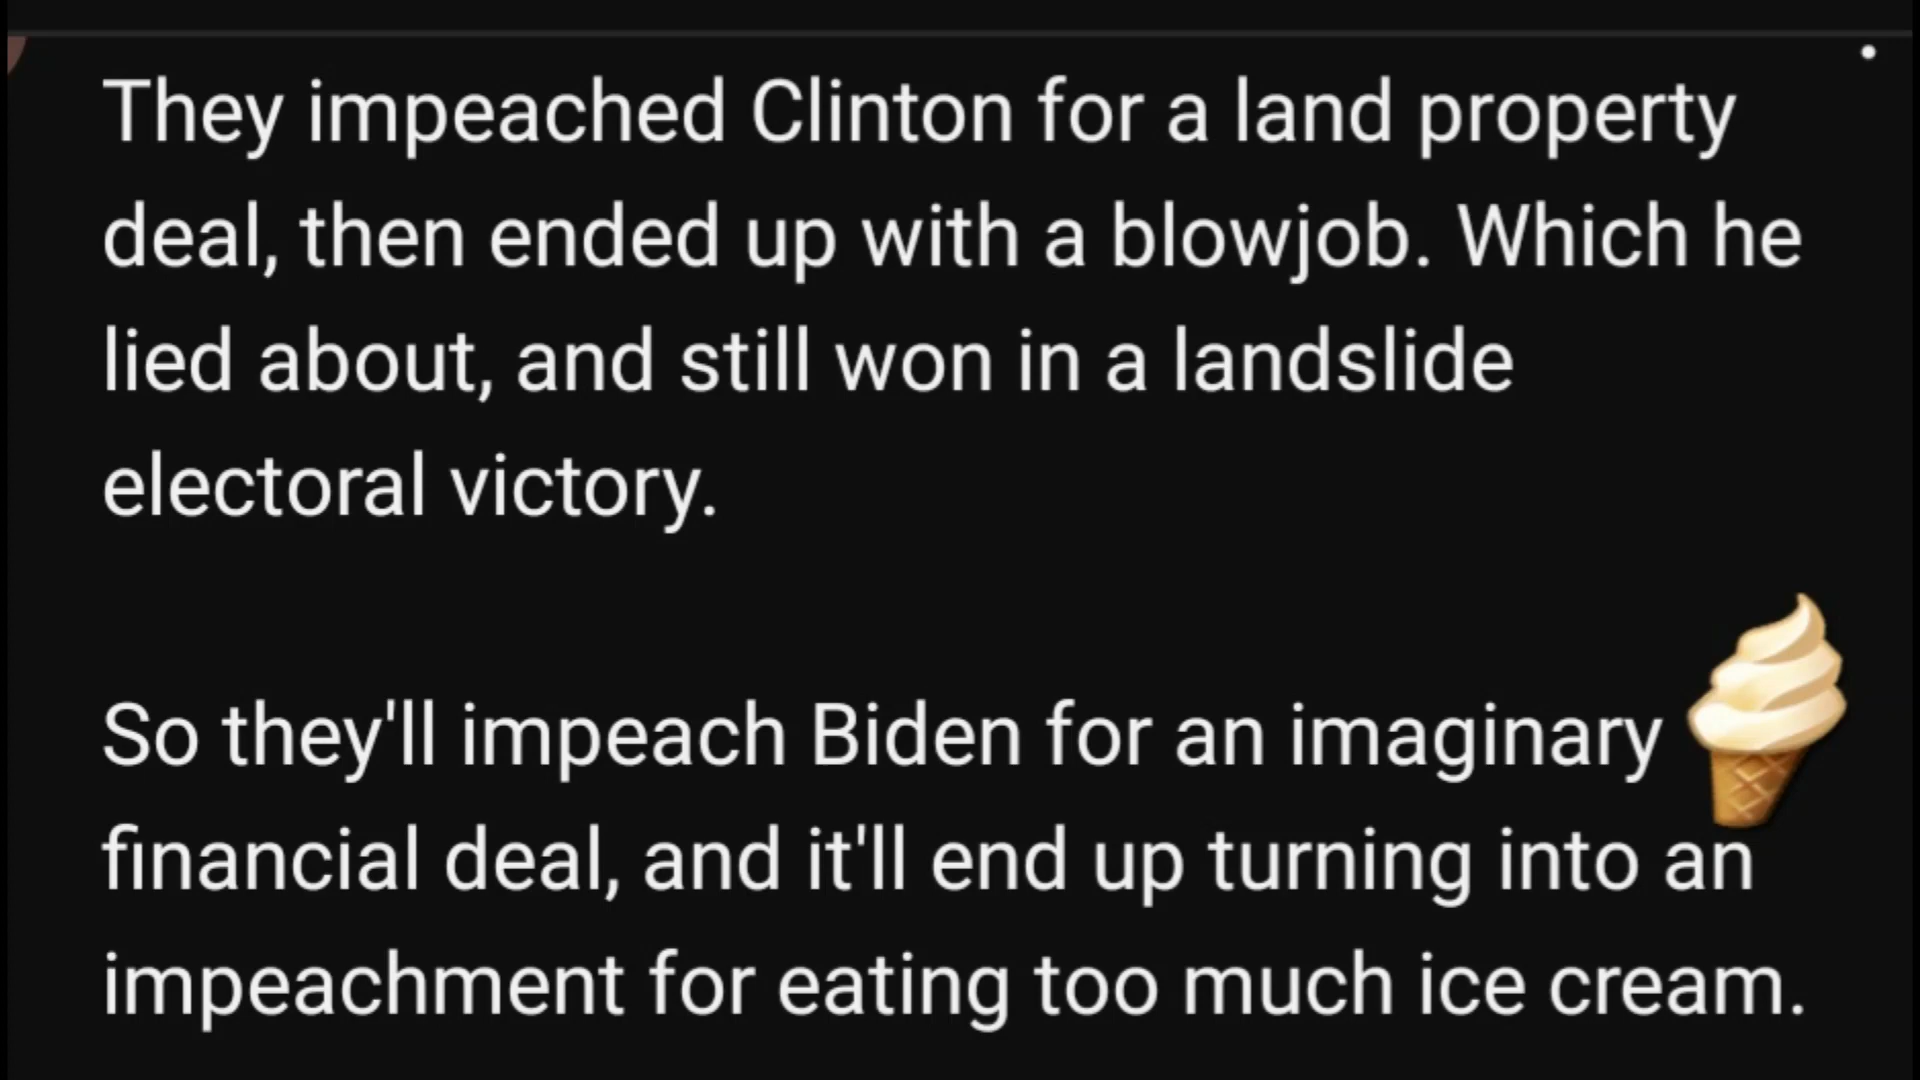 They impeached Clinton for a land property
deal, then ended up with a blowjob. Which he
lied about, and still won in a landslide
electoral victory.
So they'll impeach Biden for an imaginary
financial deal, and it'll end up turning into an
impeachment for eating too much ice cream.